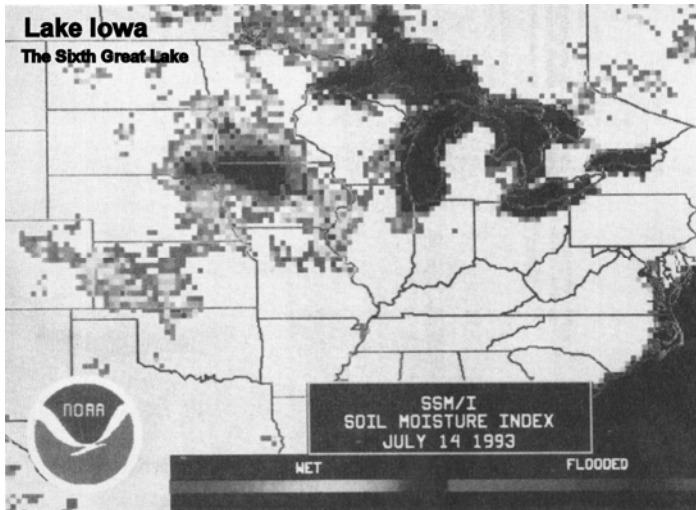 Lake Iowa
The Sixth Great Lake
NOAA
SSM/I
SOIL MOISTURE INDEX
JULY 14 1993
WET
FLOODED